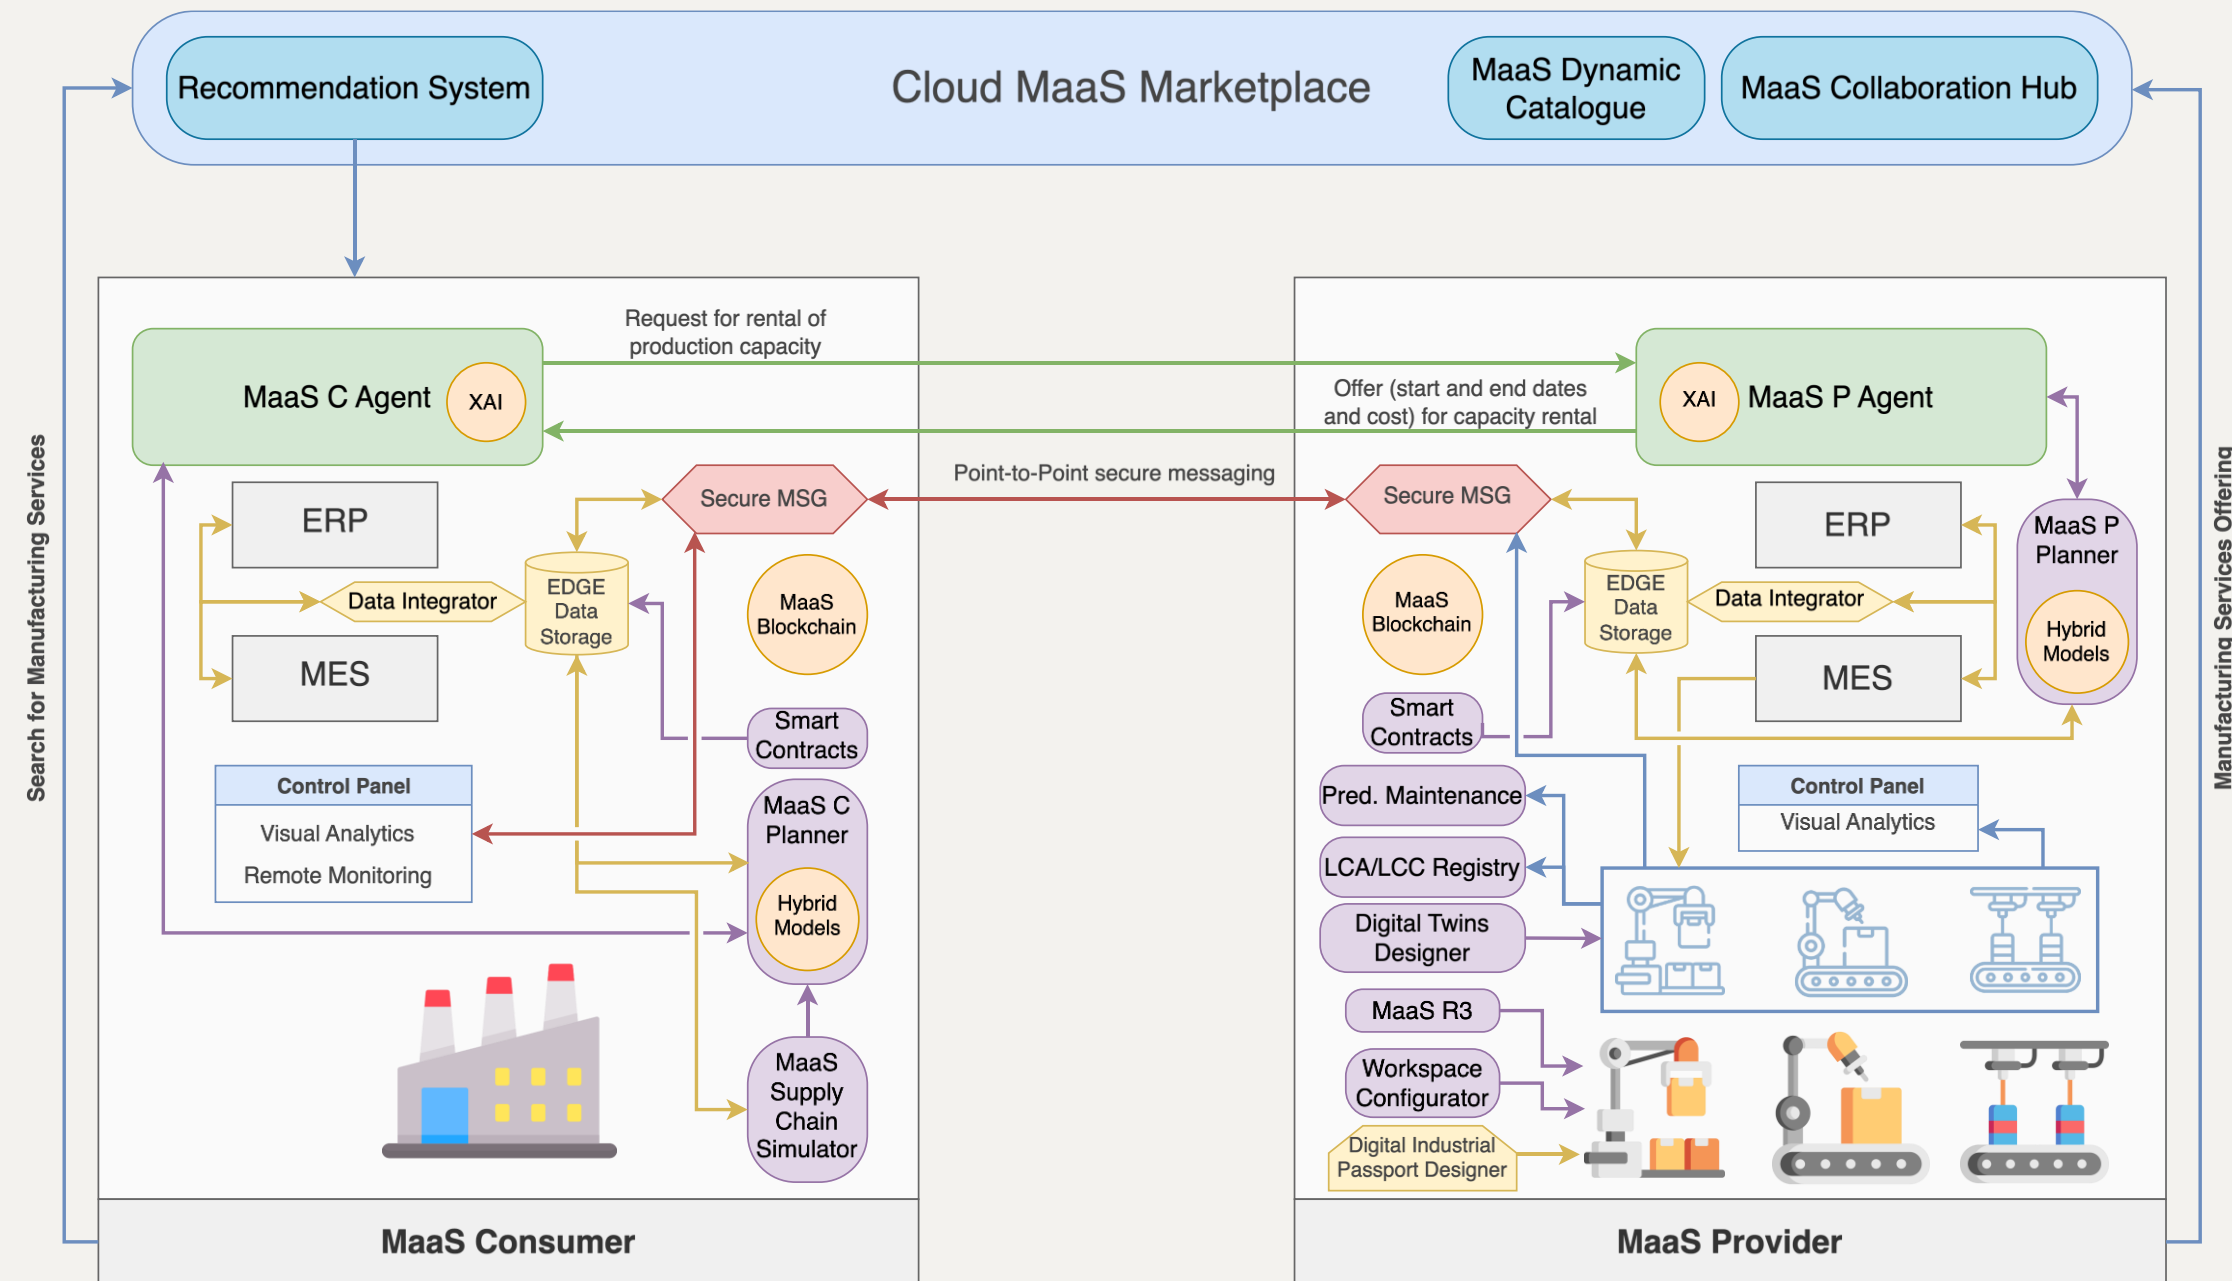 Recommendation System
Cloud MaaS Marketplace
MaaS Dynamic
Catalogue
MaaS Collaboration Hub
Search for Manufacturing Services
Manufacturing Services Offering
Request for rental of
production capacity
Offer (start and end dates
and cost) for capacity rental
Point-to-Point secure messaging
MaaS C Agent
XAI
ERP
Secure MSG
Data Integrator
EDGE
Data
Storage
MaaS
Blockchain
MES
Smart
Contracts
Control Panel
Visual Analytics
Remote Monitoring
MaaS C
Planner
Hybrid
Models
MaaS
Supply
Chain
Simulator
MaaS Consumer
XAI
MaaS P Agent
Secure MSG
ERP
MaaS P
Planner
Hybrid
Models
MaaS
Blockchain
EDGE
Data
Storage
Data Integrator
MES
Smart
Contracts
Pred. Maintenance
Control Panel
Visual Analytics
LCA/LCC Registry
Digital Twins
Designer
MaaS R3
Workspace
Configurator
Digital Industrial
Passport Designer
MaaS Provider